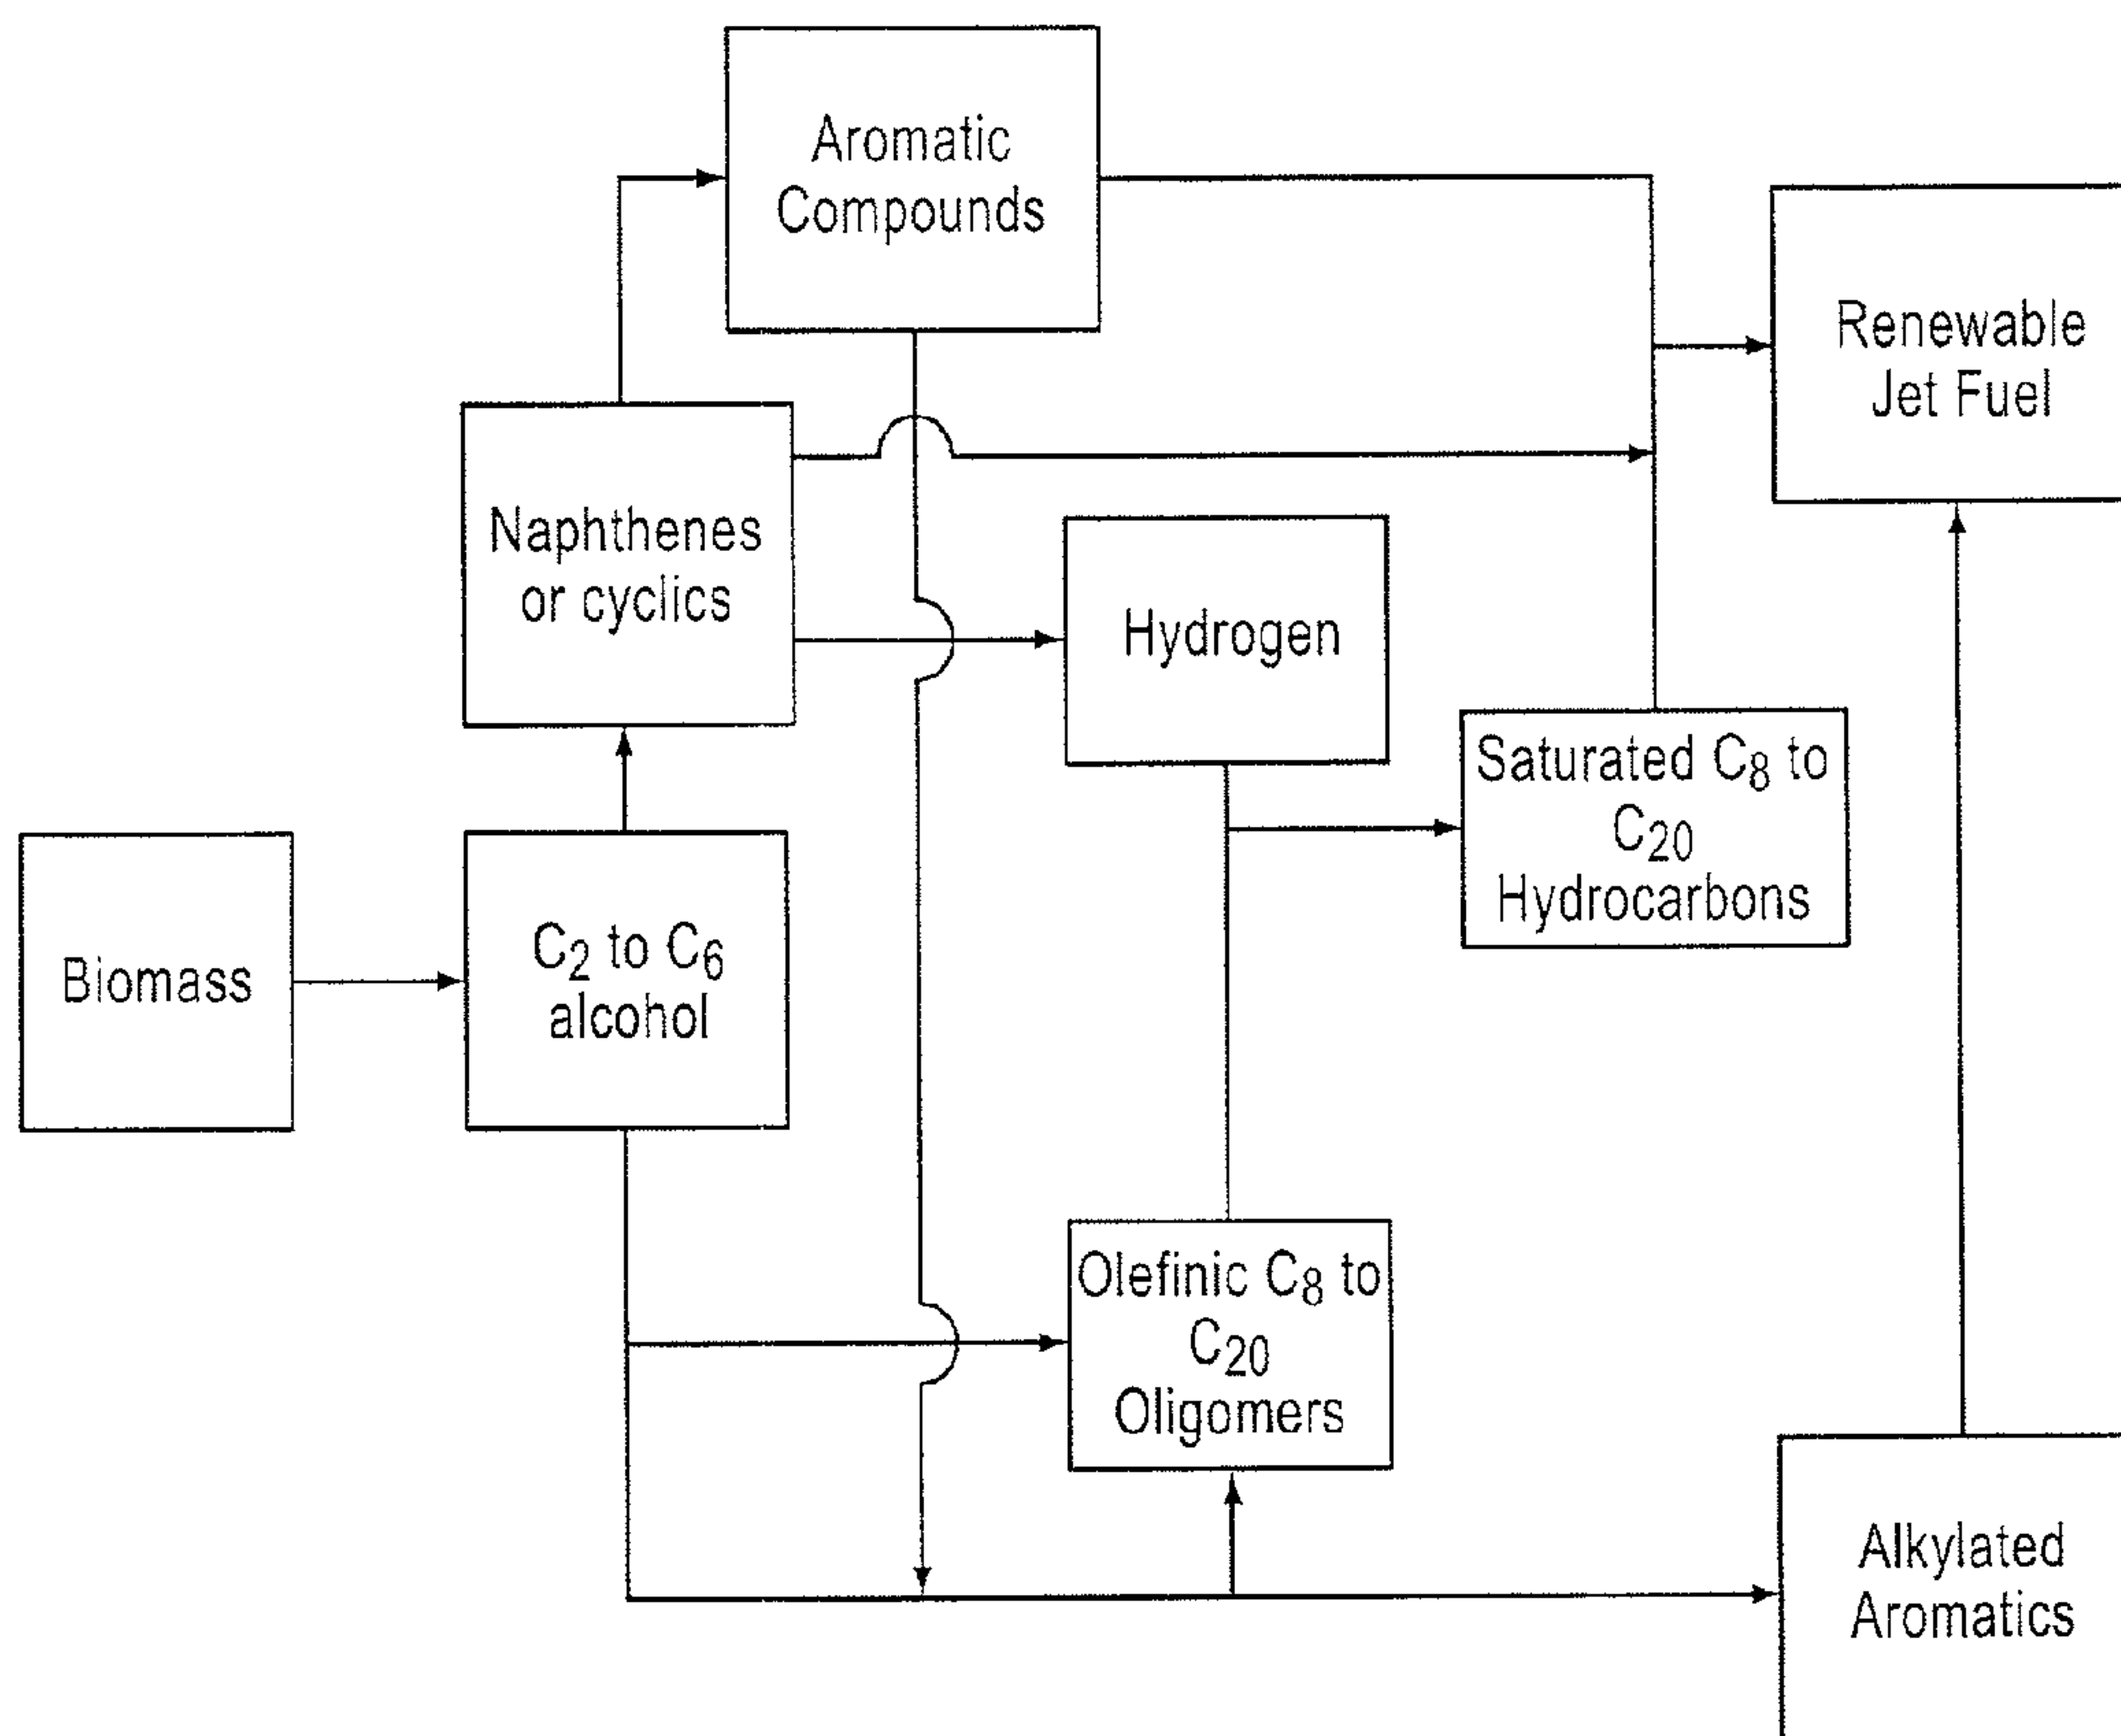 Aromatic
Compounds
Renewable
Jet Fuel
Naphthenes
or cyclics
Hydrogen
Saturated C8 to
C20
Hydrocarbons
Biomass
C2 to C6
alcohol
Olefinic C8 to
C20
Oligomers
Alkylated
Aromatics